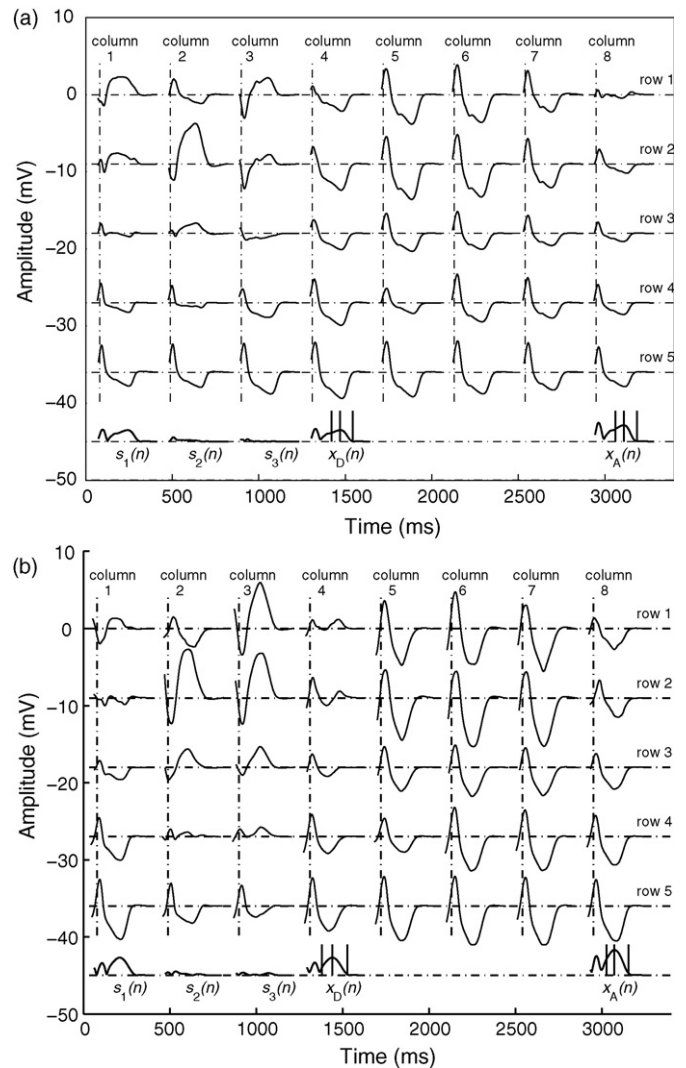 (a)
10
column column column column column column column column
1 2 3 4 5 6 7 8
row 1
0
row 2
−10
row 3
−20
row 4
−30
row 5
−40
s1(n) s2(n) s3(n) xD(n) xA(n)
−50
0 500 1000 1500 2000 2500 3000
Amplitude (mV)
Time (ms)
(b)
10
column column column column column column column column
1 2 3 4 5 6 7 8
row 1
0
row 2
−10
row 3
−20
row 4
−30
row 5
−40
s1(n) s2(n) s3(n) xD(n) xA(n)
−50
0 500 1000 1500 2000 2500 3000
Amplitude (mV)
Time (ms)